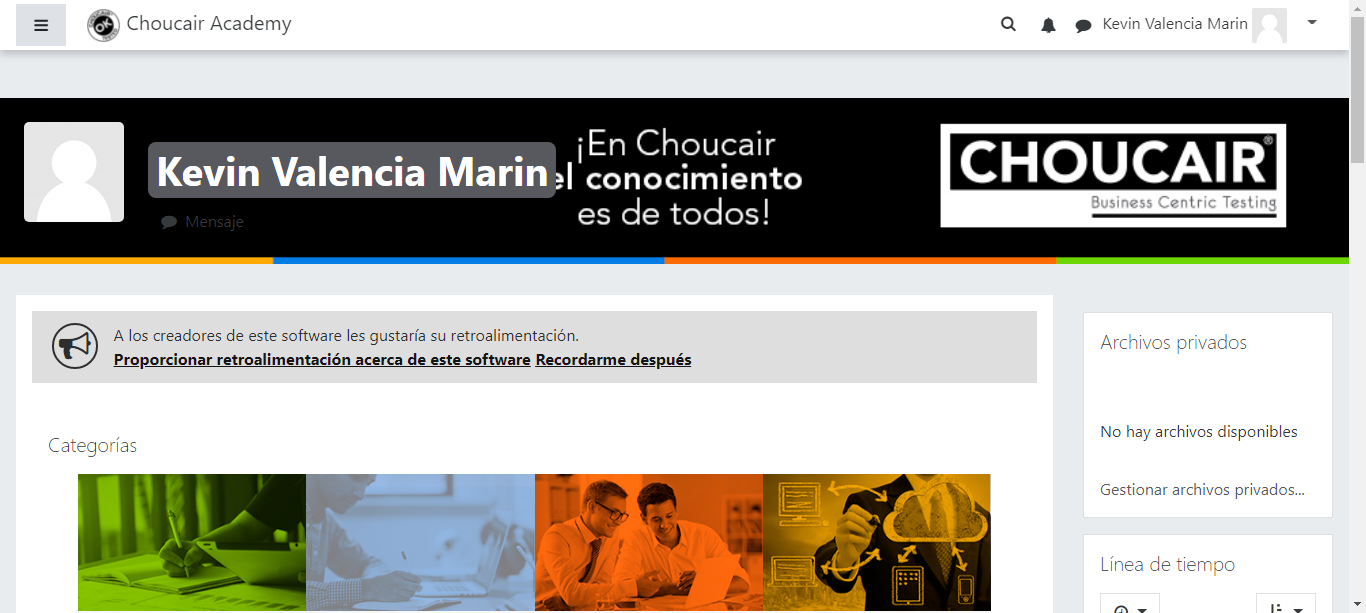 Choucair Academy
Kevin Valencia Marin
Kevin Valencia Marin
Mensaje
¡En Choucair
el conocimiento
es de todos!
CHOUCAIR®
Business Centric Testing
A los creadores de este software les gustaría su retroalimentación.
Proporcionar retroalimentación acerca de este software Recordarme después
Categorías
Archivos privados
No hay archivos disponibles
Gestionar archivos privados...
Línea de tiempo